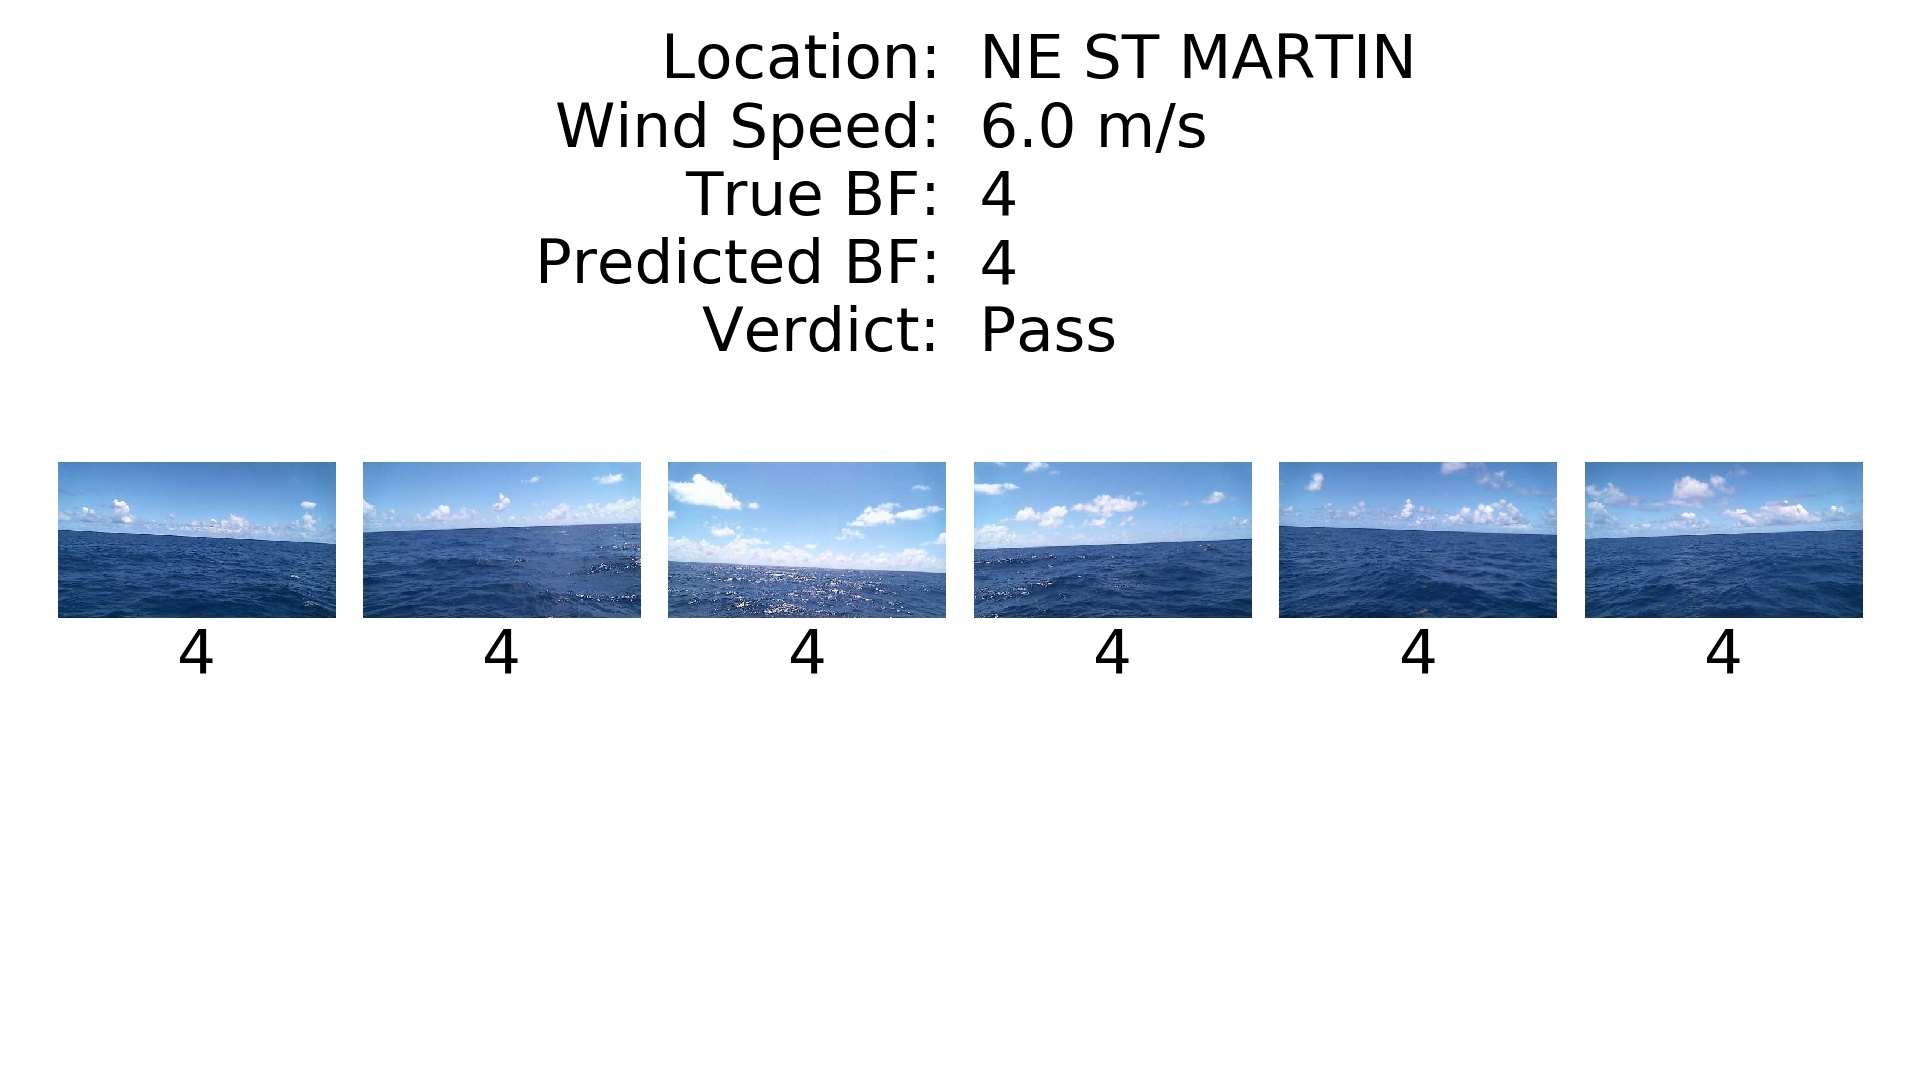 Location: NE ST MARTIN
Wind Speed: 6.0 m/s
True BF: 4
Predicted BF: 4
Verdict: Pass
4 4 4 4 4 4